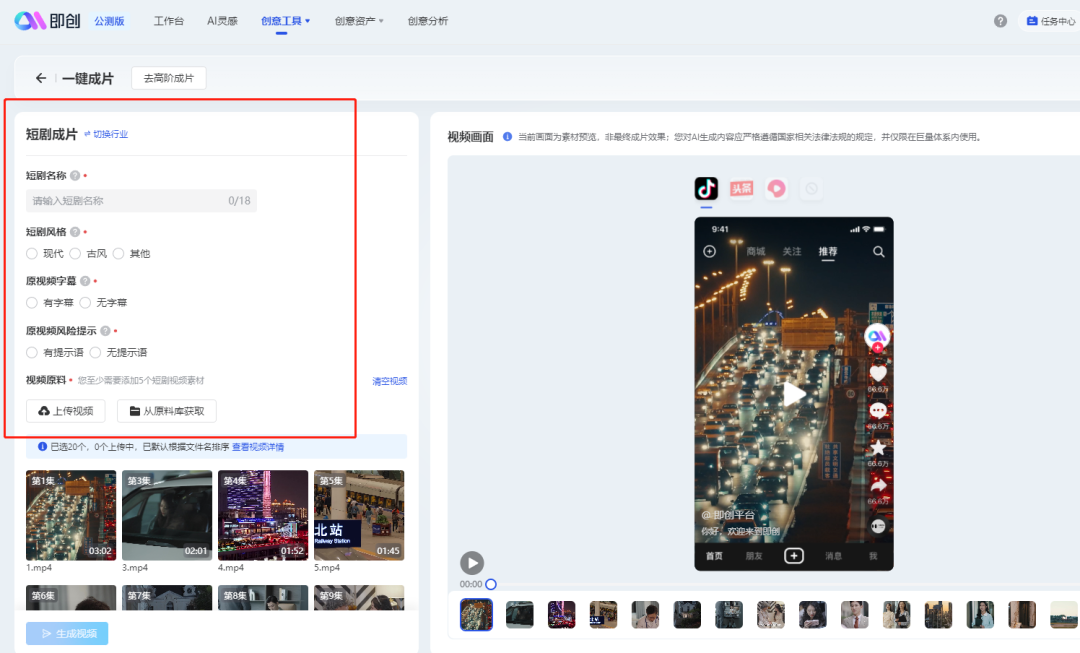 即创 公测版 工作台 AI灵感 创意工具 创意资产 创意分析 任务中心
一键成片 去高阶成片
短剧成片 切换行业
短剧名称
请输入短剧名称 0/18
短剧风格
现代 古风 其他
原视频字幕
有字幕 无字幕
原视频风险提示
有提示语 无提示语
视频原料 您至少需要添加5个短剧视频素材 清空视频
上传视频 从原料库获取
已选20个，0个上传中，已默认根据文件名排序 查看视频详情
第1集 03:02
第3集 02:01
第4集 01:52
第5集 北站 Railway Station 01:45
1.mp4 3.mp4 4.mp4 5.mp4
第6集 第7集 第8集 第9集
生成视频
视频画面 当前画面为素材预览，非最终成片效果；您对AI生成内容应严格遵循国家相关法律法规的规定，并仅限在巨量体系内使用。
头条
9:41
商城 关注 推荐
66.6万
66.6万
66.6万
66.6万
@即创平台
你好，欢迎来到即创
首页 朋友 消息 我
00:00